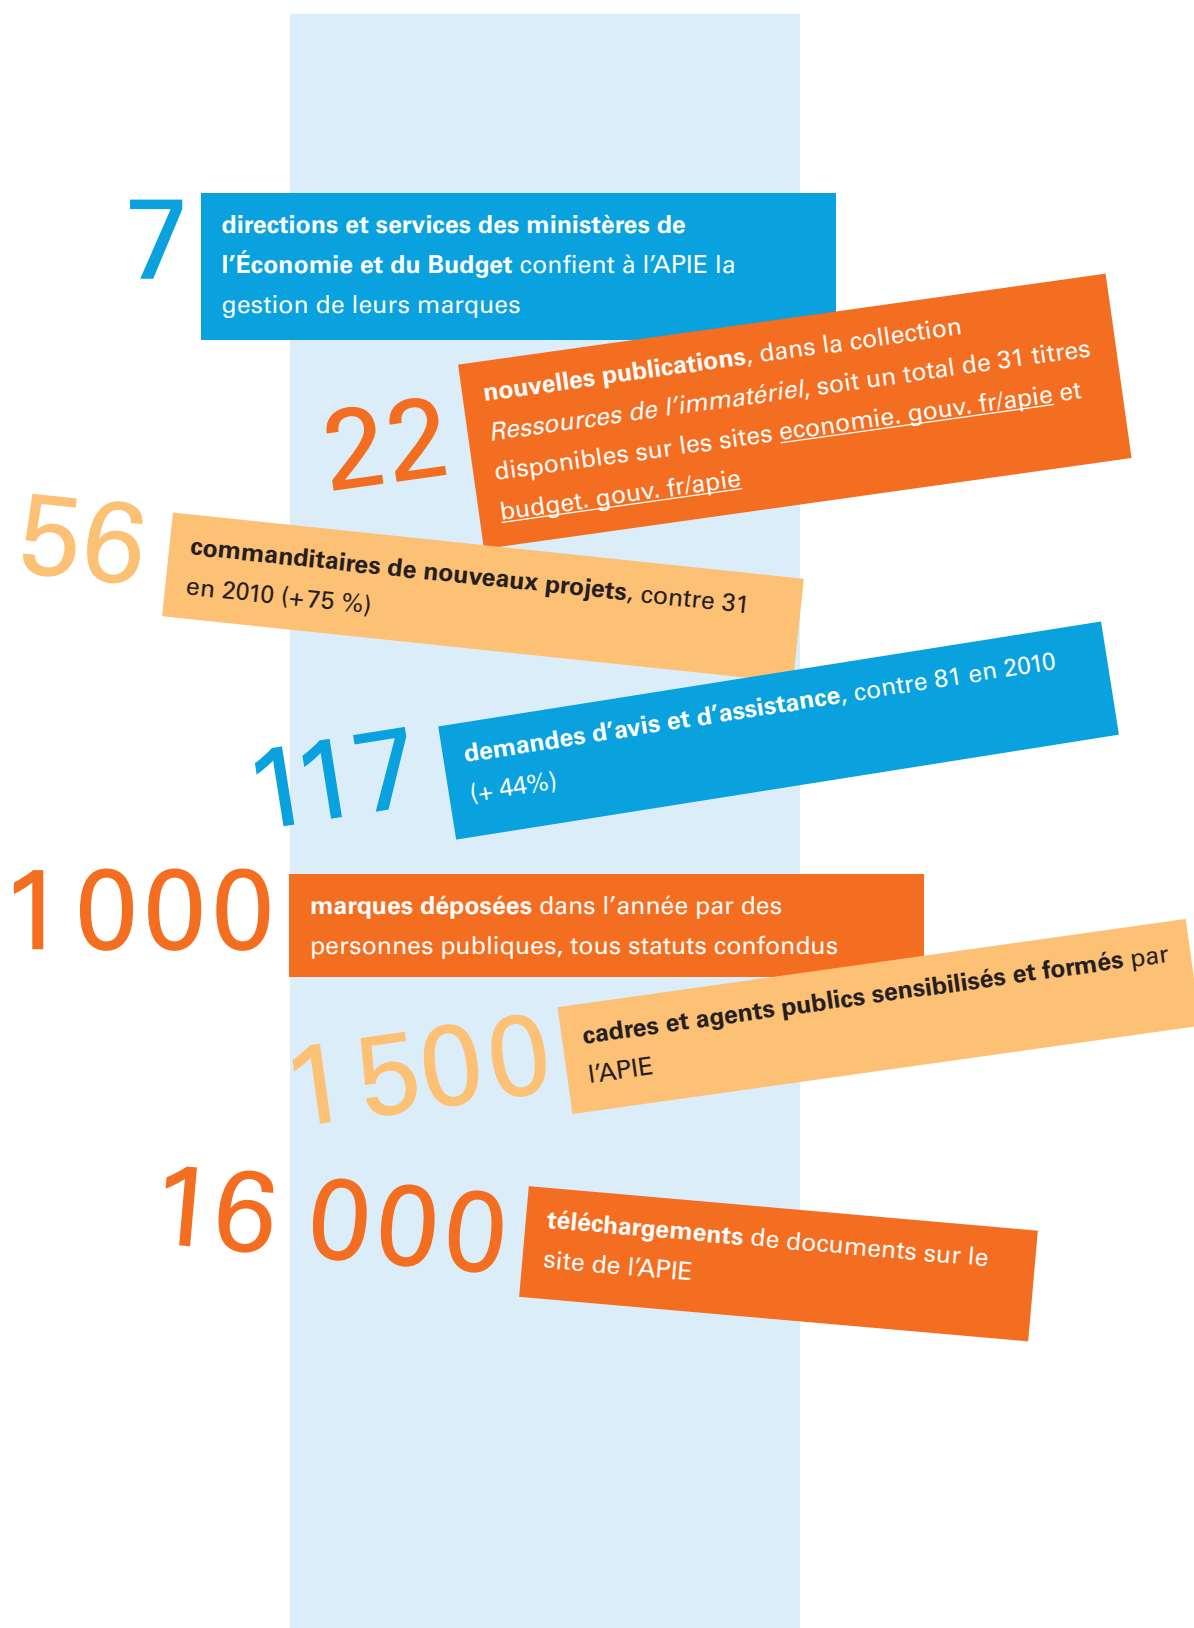 7
directions et services des ministères de
l’Économie et du Budget confient à l’APIE la
gestion de leurs marques
22
nouvelles publications, dans la collection
Ressources de l’immatériel, soit un total de 31 titres
disponibles sur les sites economie. gouv. fr/apie et
budget. gouv. fr/apie
56
commanditaires de nouveaux projets, contre 31
en 2010 (+75 %)
117
demandes d’avis et d’assistance, contre 81 en 2010
(+ 44%)
1 000
marques déposées dans l’année par des
personnes publiques, tous statuts confondus
1 500
cadres et agents publics sensibilisés et formés par
l’APIE
16 000
téléchargements de documents sur le
site de l’APIE